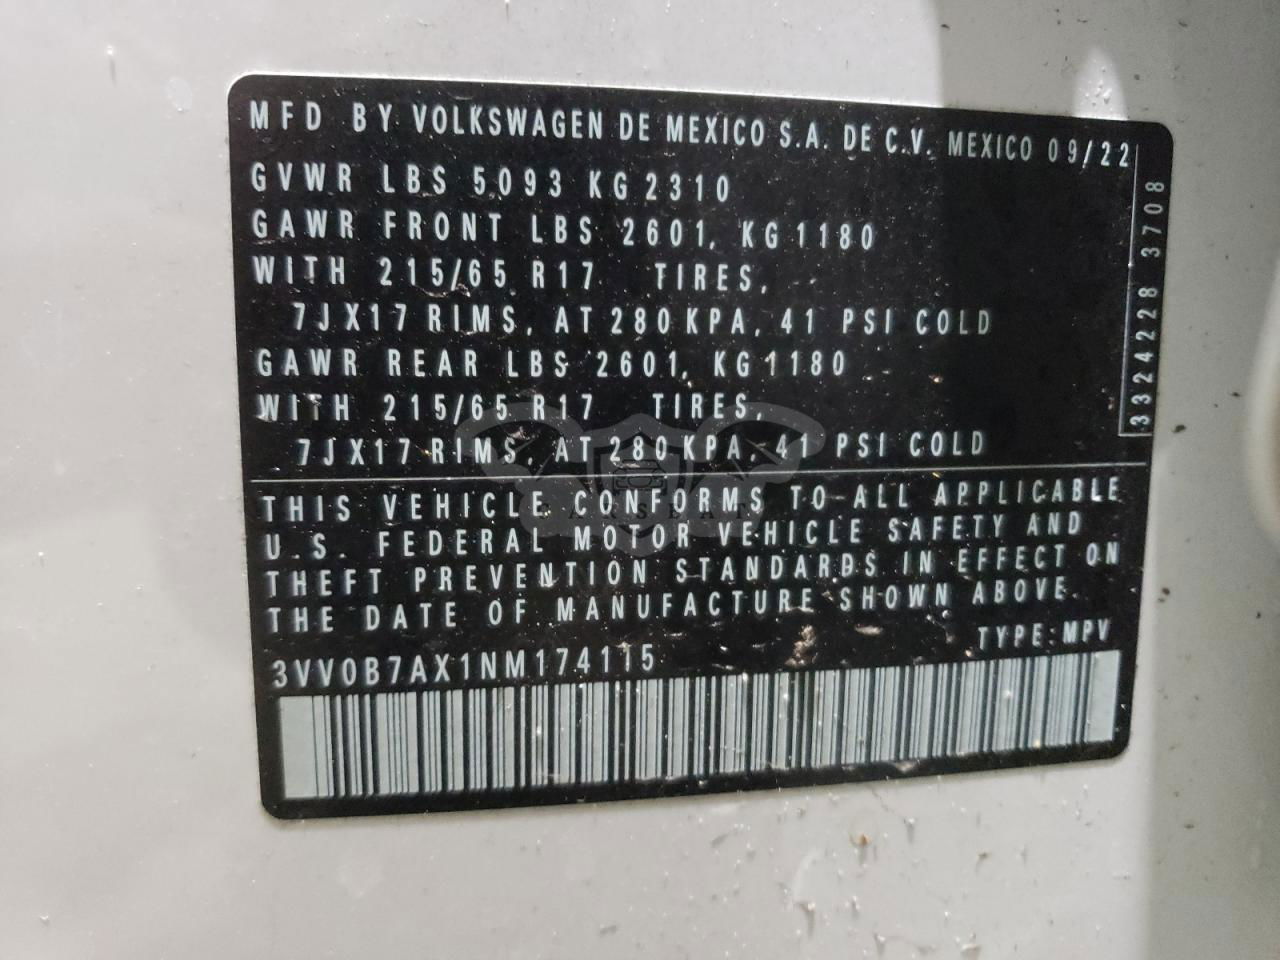 MFD BY VOLKSWAGEN DE MEXICO S.A. DE C.V. MEXICO 09/22
GVWR LBS 5093 KG 2310
GAWR FRONT LBS 2601, KG 1180
WITH 215/65 R17 TIRES,
7JX17 RIMS, AT 280 KPA, 41 PSI COLD
GAWR REAR LBS 2601, KG 1180
WITH 215/65 R17 TIRES,
7JX17 RIMS, AT 280 KPA, 41 PSI COLD
3324228 3708
THIS VEHICLE CONFORMS TO ALL APPLICABLE
U.S. FEDERAL MOTOR VEHICLE SAFETY AND
THEFT PREVENTION STANDARDS IN EFFECT ON
THE DATE OF MANUFACTURE SHOWN ABOVE.
TYPE: MPV
3VV0B7AX1NM174115